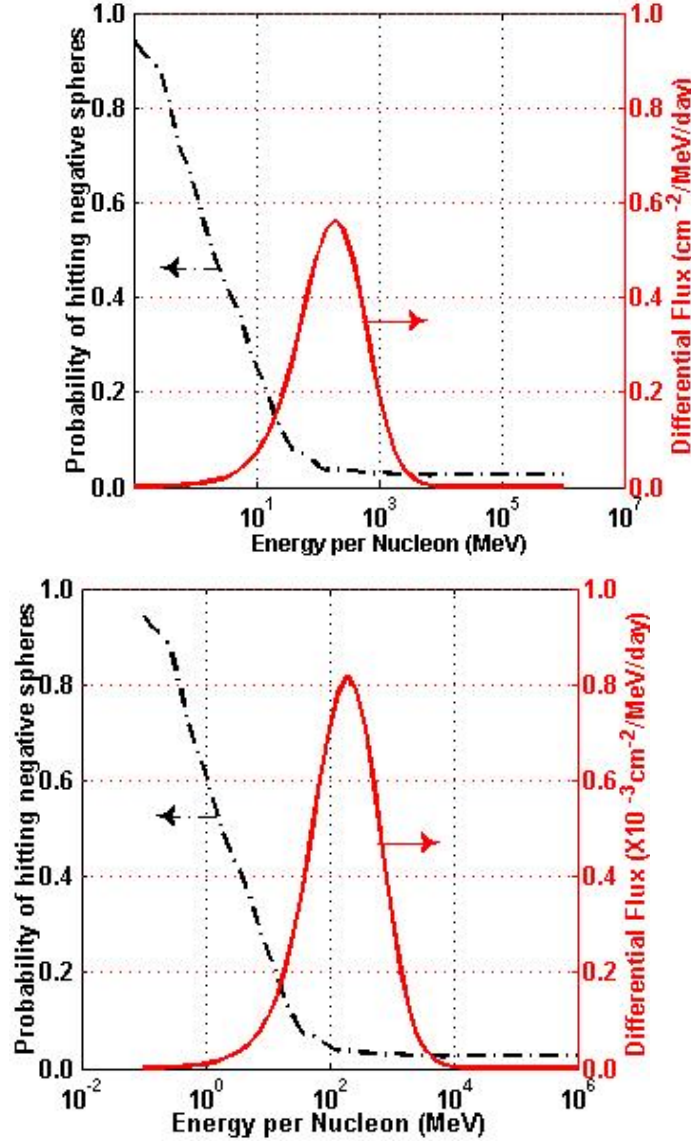 1.0 1.0
0.8 0.8
0.6 0.6
0.4 0.4
0.2 0.2
0.0 0.0
10^1 10^3 10^5 10^7
Energy per Nucleon (MeV)
Probability of hitting negative spheres
Differential Flux (cm^-2/MeV/day)
1.0 1.0
0.8 0.8
0.6 0.6
0.4 0.4
0.2 0.2
0.0 0.0
10^-2 10^0 10^2 10^4 10^6
Energy per Nucleon (MeV)
Probability of hitting negative spheres
Differential Flux (X10^-3 cm^-2/MeV/day)